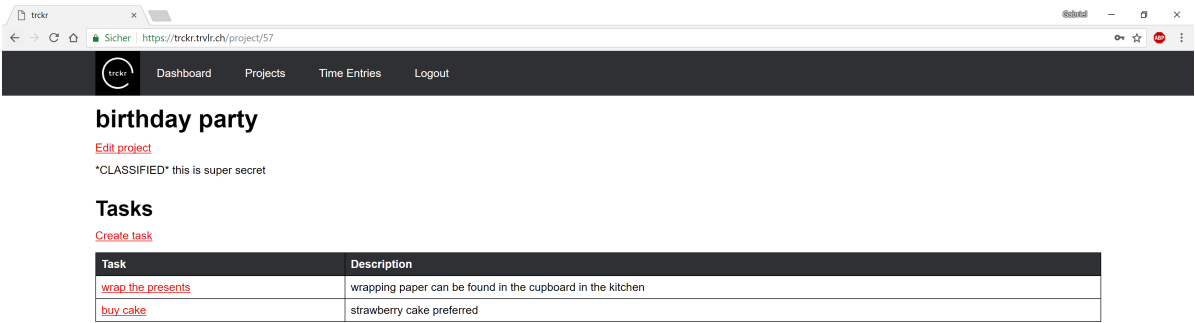 trckr
Gabriel
Sicher https://trckr.trvlr.ch/project/57
ABP
trckr Dashboard Projects Time Entries Logout
birthday party
Edit project
*CLASSIFIED* this is super secret
Tasks
Create task
Task Description
wrap the presents wrapping paper can be found in the cupboard in the kitchen
buy cake strawberry cake preferred